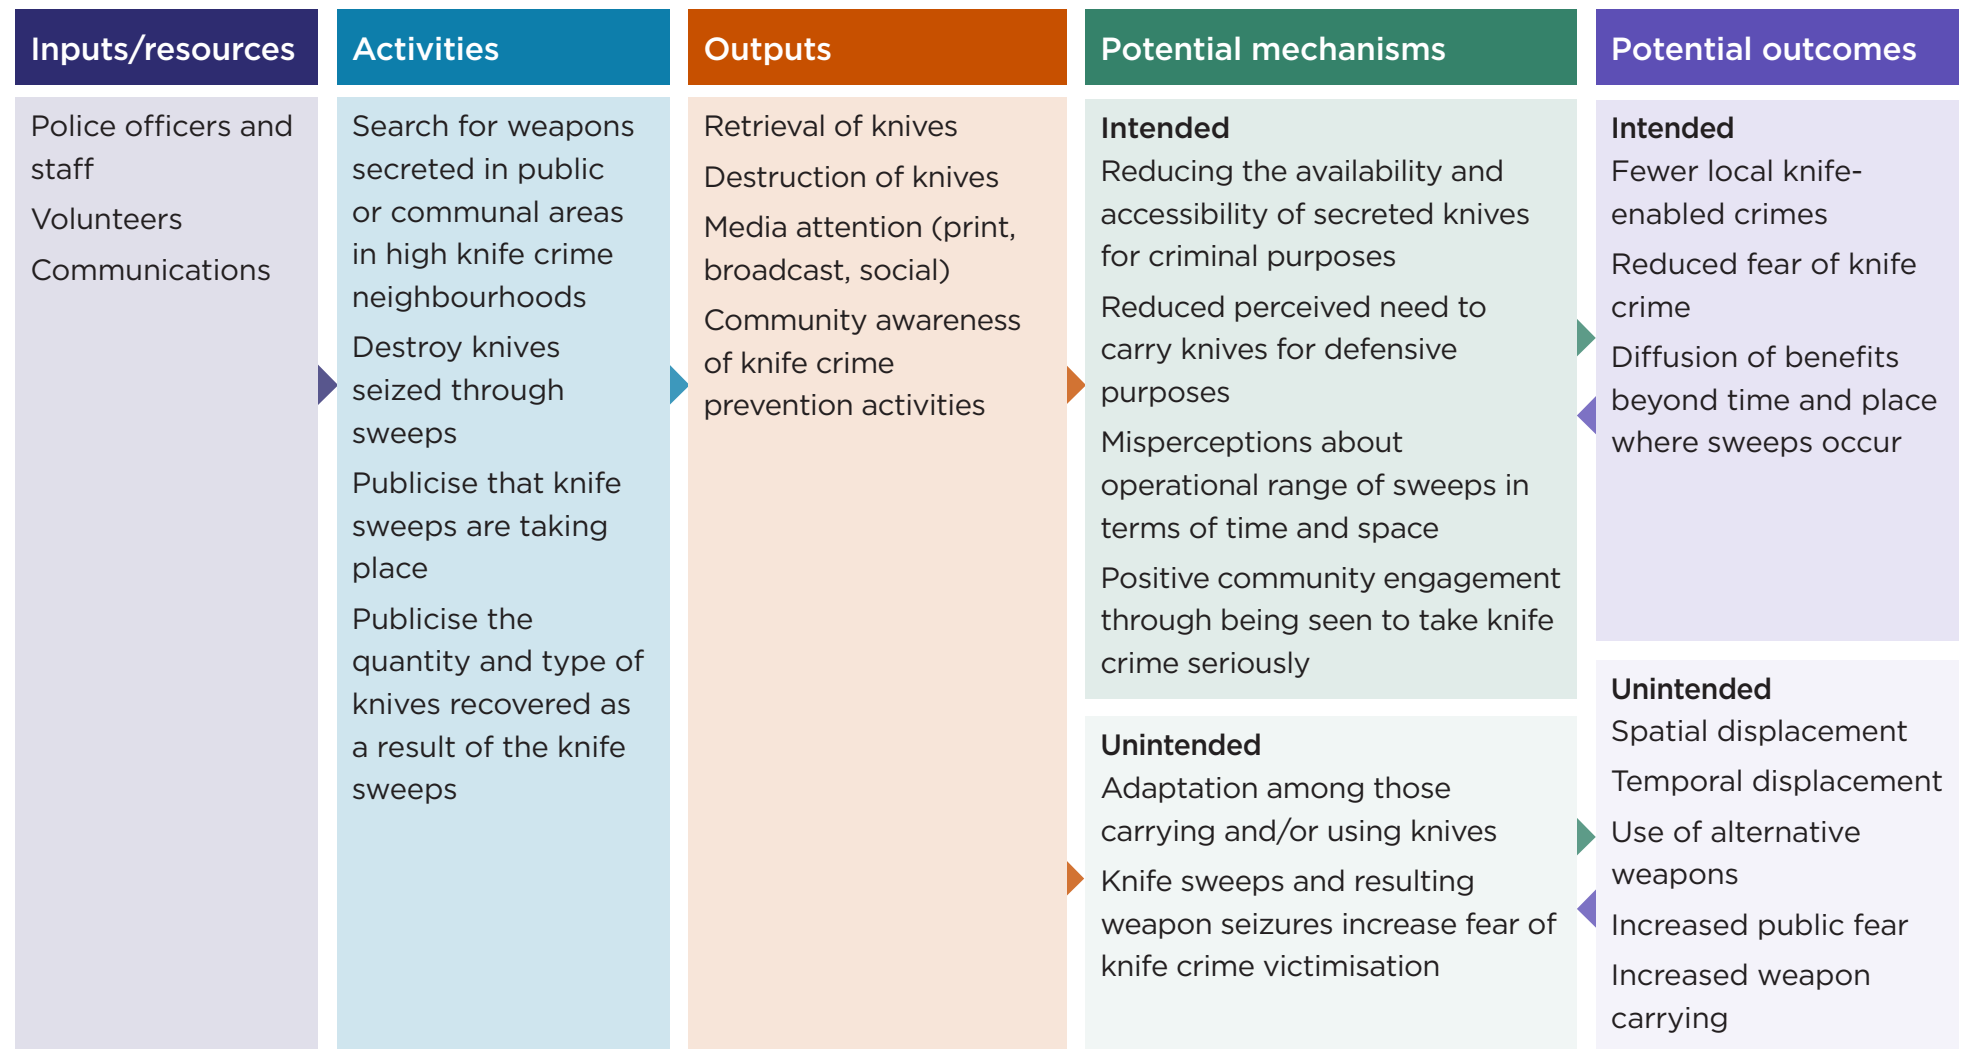 Inputs/resources
Police officers and
staff
Volunteers
Communications
Activities
Search for weapons
secreted in public
or communal areas
in high knife crime
neighbourhoods
Destroy knives
seized through
sweeps
Publicise that knife
sweeps are taking
place
Publicise the
quantity and type of
knives recovered as
a result of the knife
sweeps
Outputs
Retrieval of knives
Destruction of knives
Media attention (print,
broadcast, social)
Community awareness
of knife crime
prevention activities
Potential mechanisms
Intended
Reducing the availability and
accessibility of secreted knives
for criminal purposes
Reduced perceived need to
carry knives for defensive
purposes
Misperceptions about
operational range of sweeps in
terms of time and space
Positive community engagement
through being seen to take knife
crime seriously
Unintended
Adaptation among those
carrying and/or using knives
Knife sweeps and resulting
weapon seizures increase fear of
knife crime victimisation
Potential outcomes
Intended
Fewer local knife-
enabled crimes
Reduced fear of knife
crime
Diffusion of benefits
beyond time and place
where sweeps occur
Unintended
Spatial displacement
Temporal displacement
Use of alternative
weapons
Increased public fear
Increased weapon
carrying